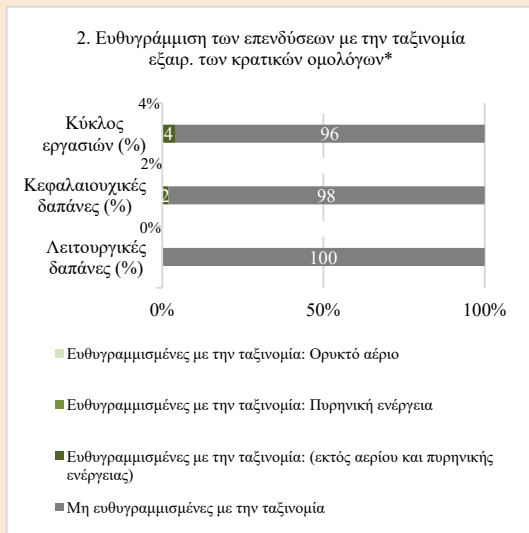 2. Ευθυγράμμιση των επενδύσεων με την ταξινομία
εξαιρ. των κρατικών ομολόγων*
4%
Κύκλος
εργασιών (%)
4
96
2%
Κεφαλαιουχικές
δαπάνες (%)
2
98
0%
Λειτουργικές
δαπάνες (%)
100
0%
50%
100%
Ευθυγραμμισμένες με την ταξινομία: Ορυκτό αέριο
Ευθυγραμμισμένες με την ταξινομία: Πυρηνική ενέργεια
Ευθυγραμμισμένες με την ταξινομία: (εκτός αερίου και πυρηνικής
ενέργειας)
Μη ευθυγραμμισμένες με την ταξινομία